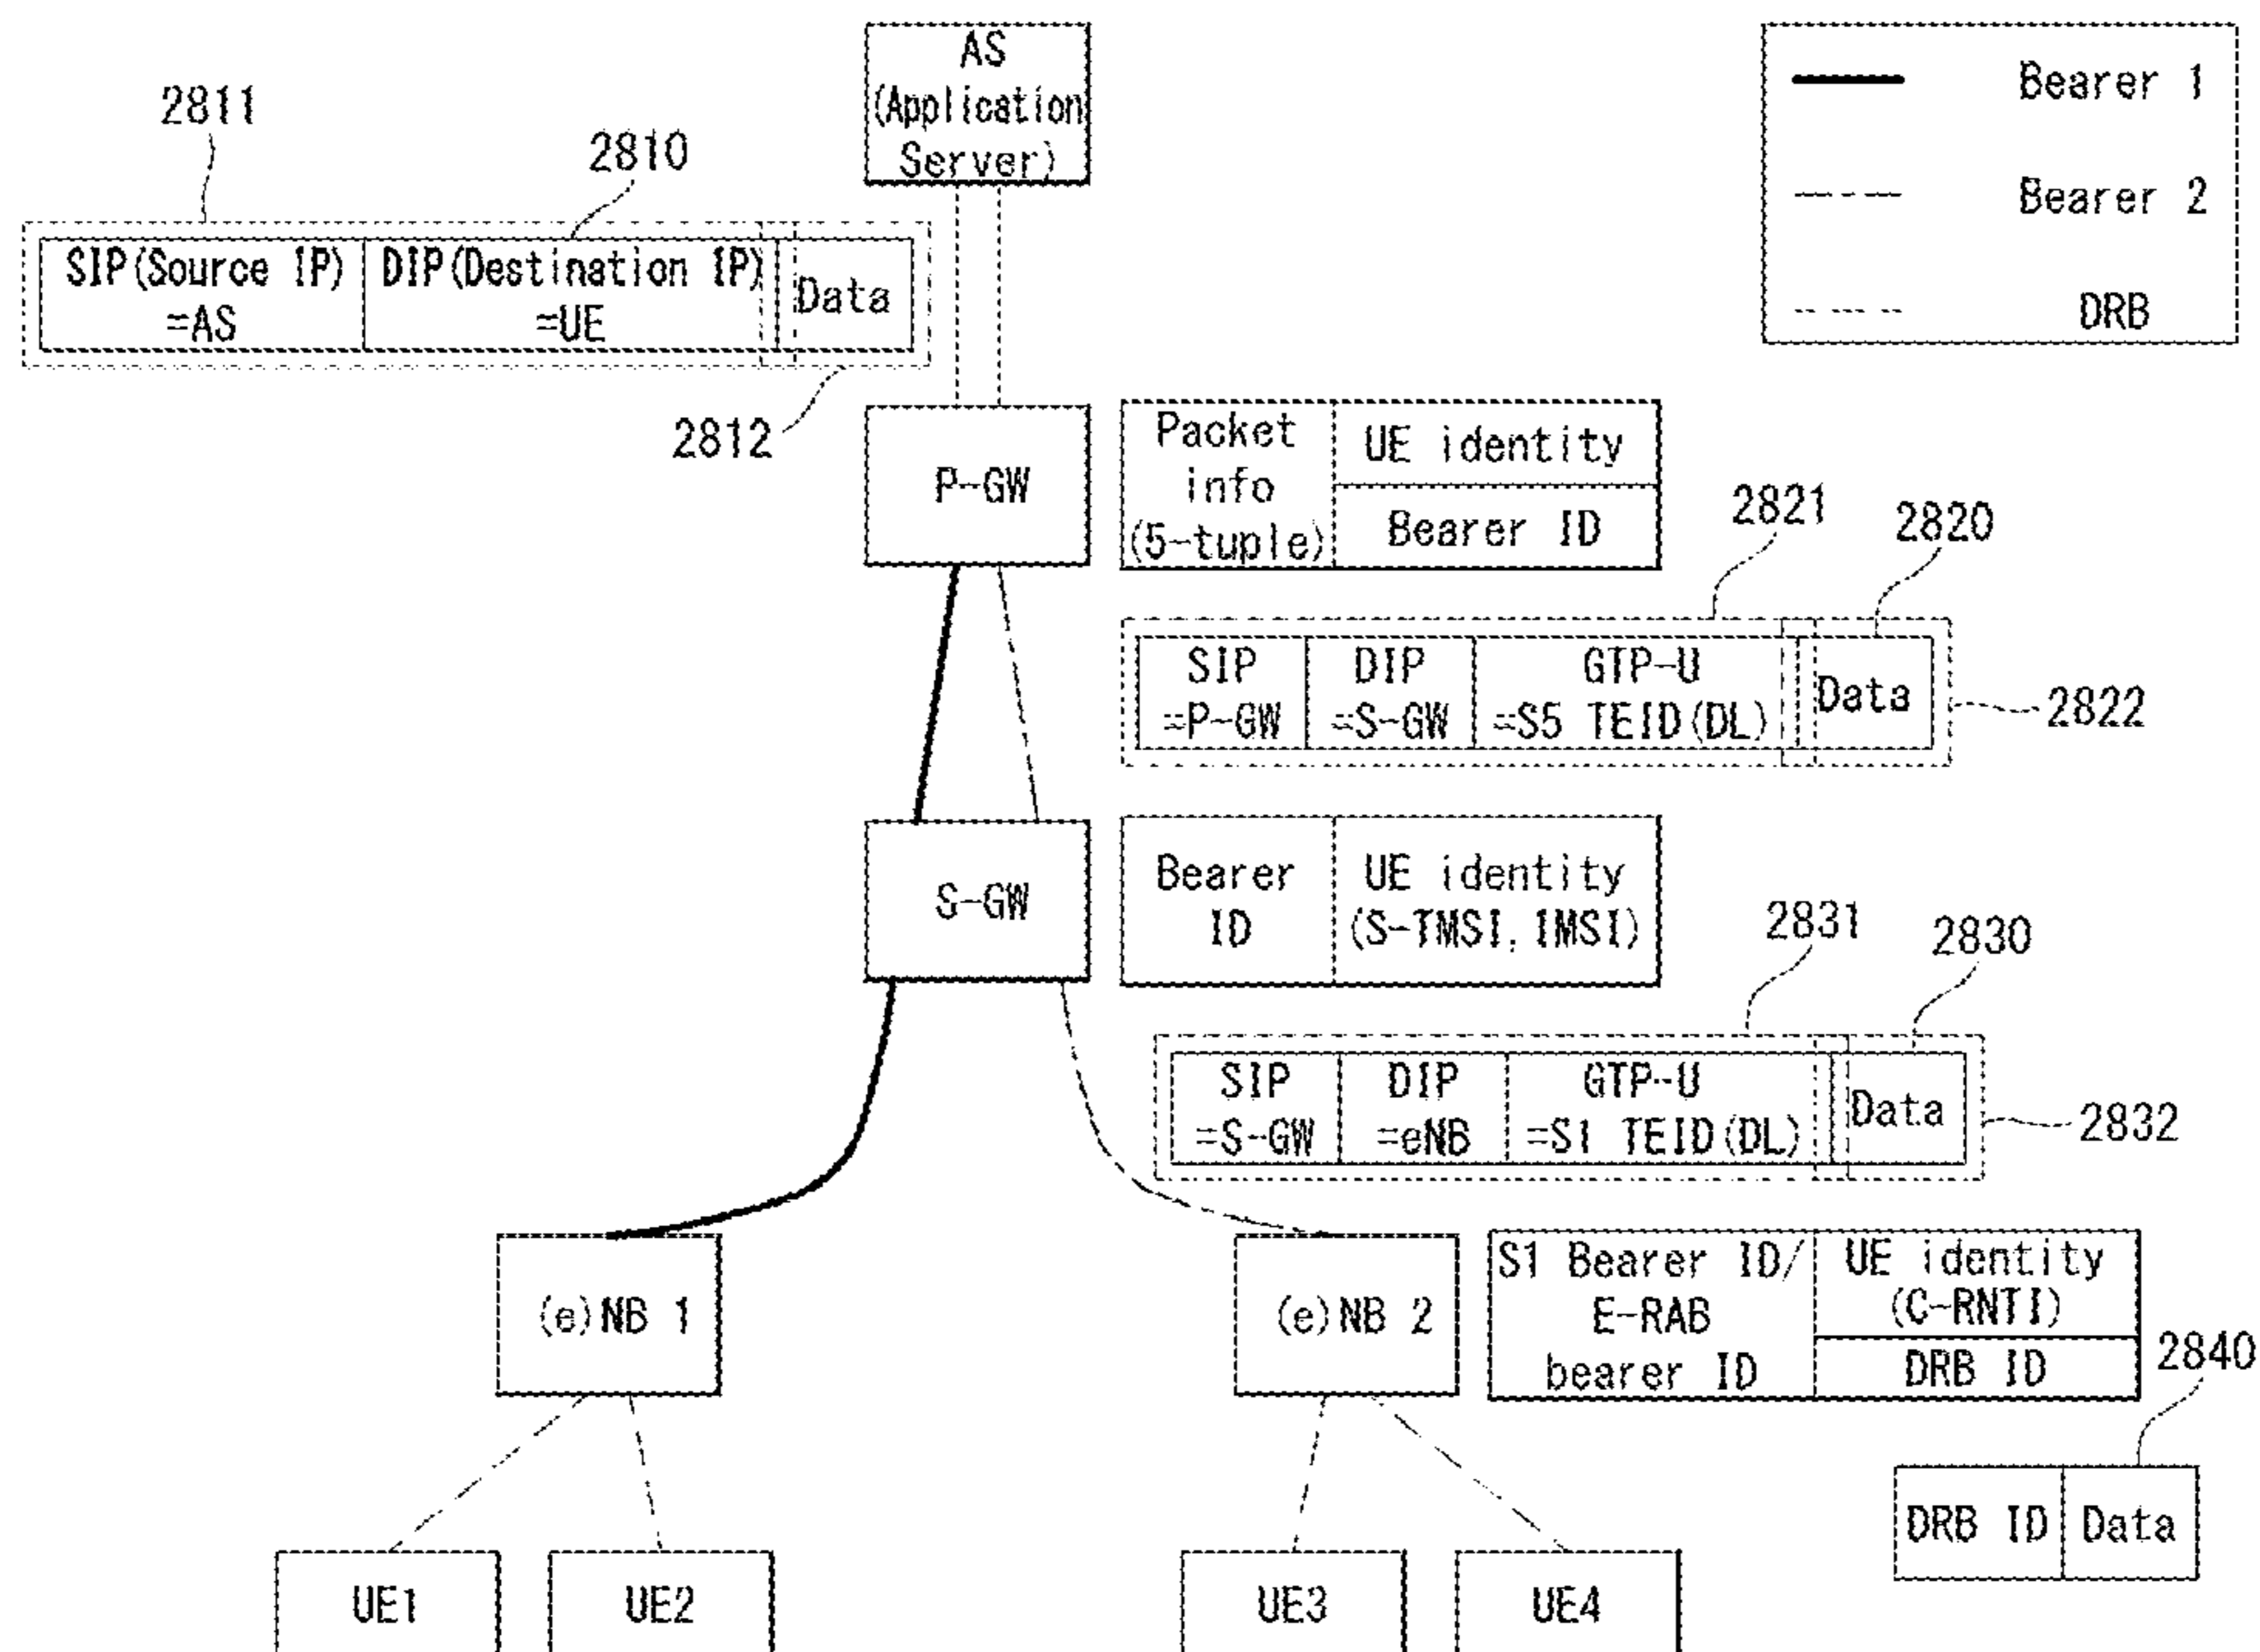 AS
(Application
Server)
Bearer 1
Bearer 2
DRB
2811
2810
SIP(Source IP)
=AS
DIP(Destination IP)
=UE
Data
2812
P-GW
Packet
info
(5-tuple)
UE identity
Bearer ID
2821
2820
SIP
=P-GW
DIP
=S-GW
GTP-U
=S5 TEID(DL)
Data
2822
S-GW
Bearer
ID
UE identity
(S-TMSI, IMSI)
2831
2830
SIP
=S-GW
DIP
=eNB
GTP-U
=S1 TEID(DL)
Data
2832
(e)NB 1
(e)NB 2
S1 Bearer ID/
E-RAB
bearer ID
UE identity
(C-RNTI)
DRB ID
2840
DRB ID
Data
UE1
UE2
UE3
UE4